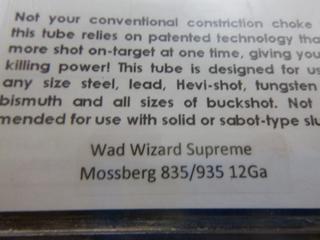 Not your conventional constriction choke
this tube relies on patented technology tha
more shot on-target at one time, giving you
killing power! This tube is designed for us
any size steel, lead, Hevi-shot, tungsten
bismuth and all sizes of buckshot. Not
mended for use with solid or sabot-type slu
Wad Wizard Supreme
Mossberg 835/935 12Ga